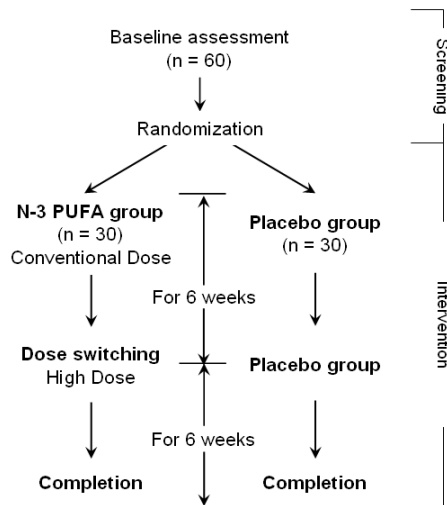 Baseline assessment
(n = 60)
Screening
Randomization
N-3 PUFA group
(n = 30)
Conventional Dose
Placebo group
(n = 30)
For 6 weeks
Intervention
Dose switching
High Dose
Placebo group
For 6 weeks
Completion
Completion